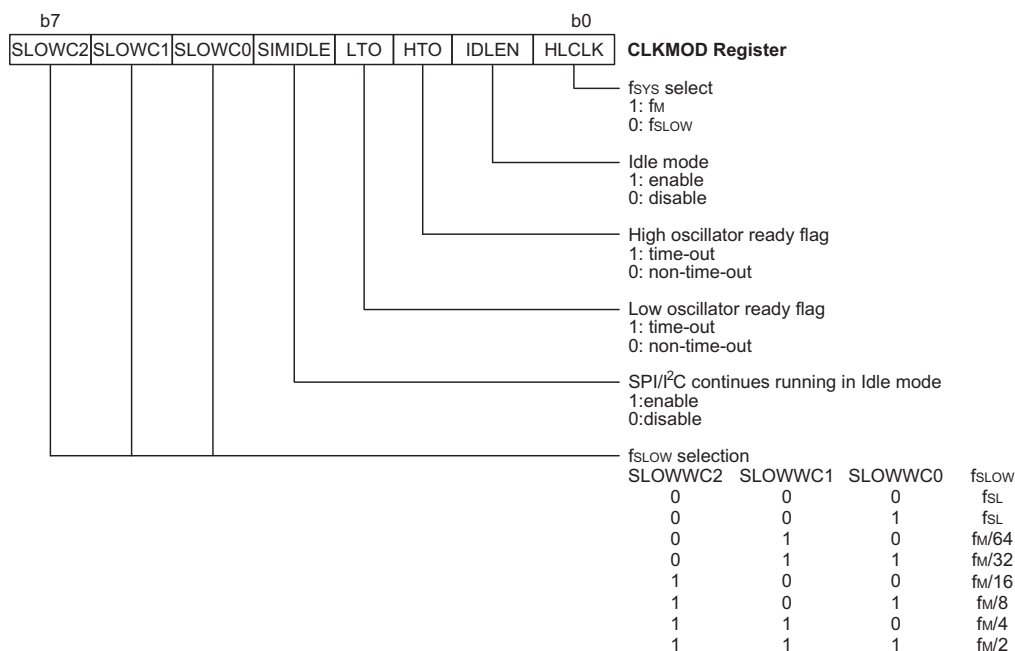 b7 b0
SLOWC2 SLOWC1 SLOWC0 SIMIDLE LTO HTO IDLEN HLCLK CLKMOD Register
fSYS select
1: fM
0: fSLOW
Idle mode
1: enable
0: disable
High oscillator ready flag
1: time-out
0: non-time-out
Low oscillator ready flag
1: time-out
0: non-time-out
SPI/I²C continues running in Idle mode
1:enable
0:disable
fSLOW selection
SLOWWC2 SLOWWC1 SLOWWC0 fSLOW
0 0 0 fSL
0 0 1 fSL
0 1 0 fM/64
0 1 1 fM/32
1 0 0 fM/16
1 0 1 fM/8
1 1 0 fM/4
1 1 1 fM/2